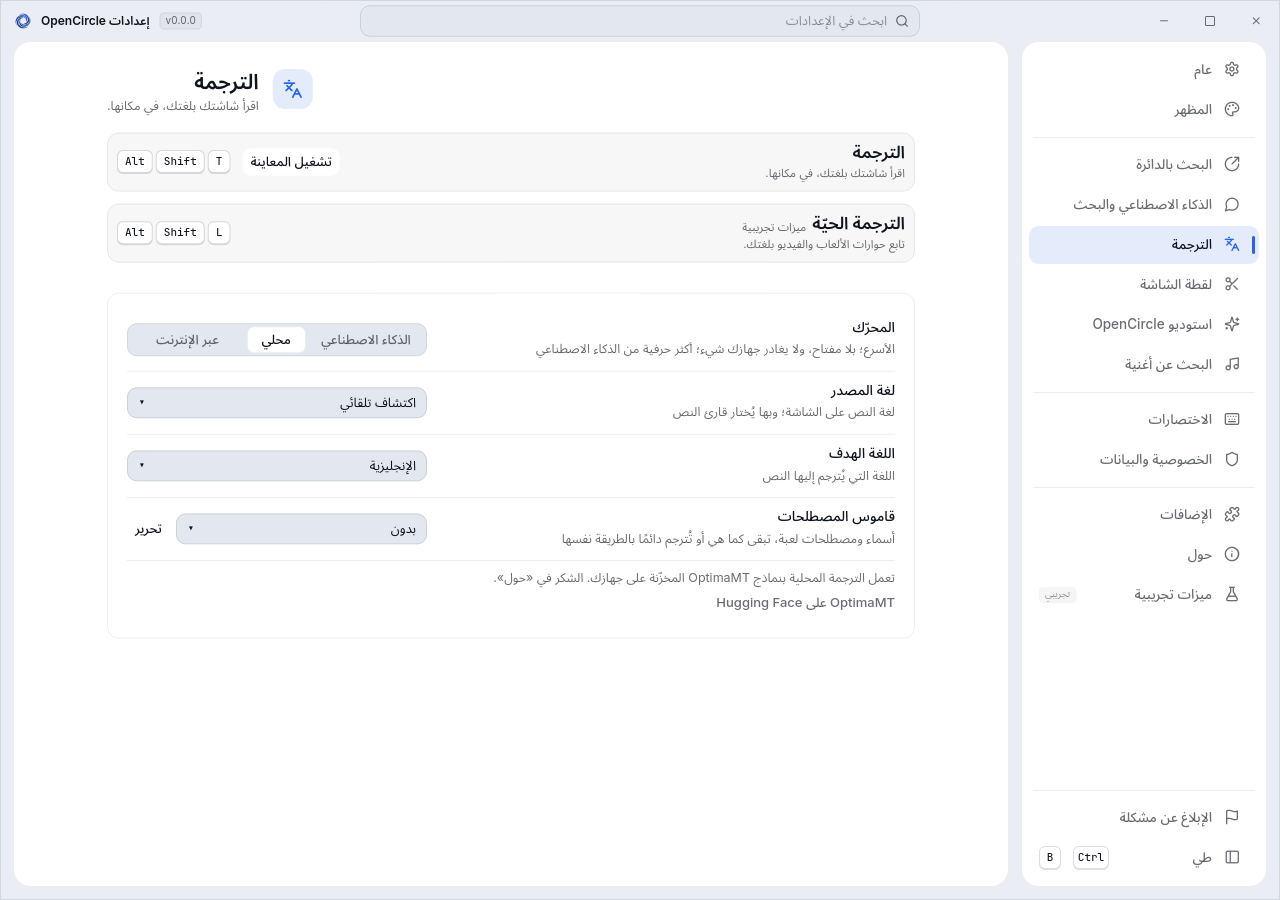 إعدادات OpenCircle
v0.0.0
ابحث في الإعدادات
عام
المظهر
البحث بالدائرة
الذكاء الاصطناعي والبحث
الترجمة
لقطة الشاشة
استوديو OpenCircle
البحث عن أغنية
الاختصارات
الخصوصية والبيانات
الإضافات
حول
ميزات تجريبية
تجريبي
الإبلاغ عن مشكلة
طي
Ctrl B
الترجمة
اقرأ شاشتك بلغتك، في مكانها.
الترجمة
اقرأ شاشتك بلغتك، في مكانها.
تشغيل المعاينة
Alt Shift T
الترجمة الحيّة ميزات تجريبية
تابع حوارات الألعاب والفيديو بلغتك.
Alt Shift L
المحرّك
الأسرع؛ بلا مفتاح، ولا يغادر جهازك شيء؛ أكثر حرفية من الذكاء الاصطناعي
الذكاء الاصطناعي
محلي
عبر الإنترنت
لغة المصدر
لغة النص على الشاشة؛ وبها يُختار قارئ النص
اكتشاف تلقائي
اللغة الهدف
اللغة التي يُترجم إليها النص
الإنجليزية
قاموس المصطلحات
أسماء ومصطلحات لعبة، تبقى كما هي أو تُترجم دائمًا بالطريقة نفسها
بدون
تحرير
تعمل الترجمة المحلية بنماذج OptimaMT المخزّنة على جهازك. الشكر في «حول».
OptimaMT على Hugging Face